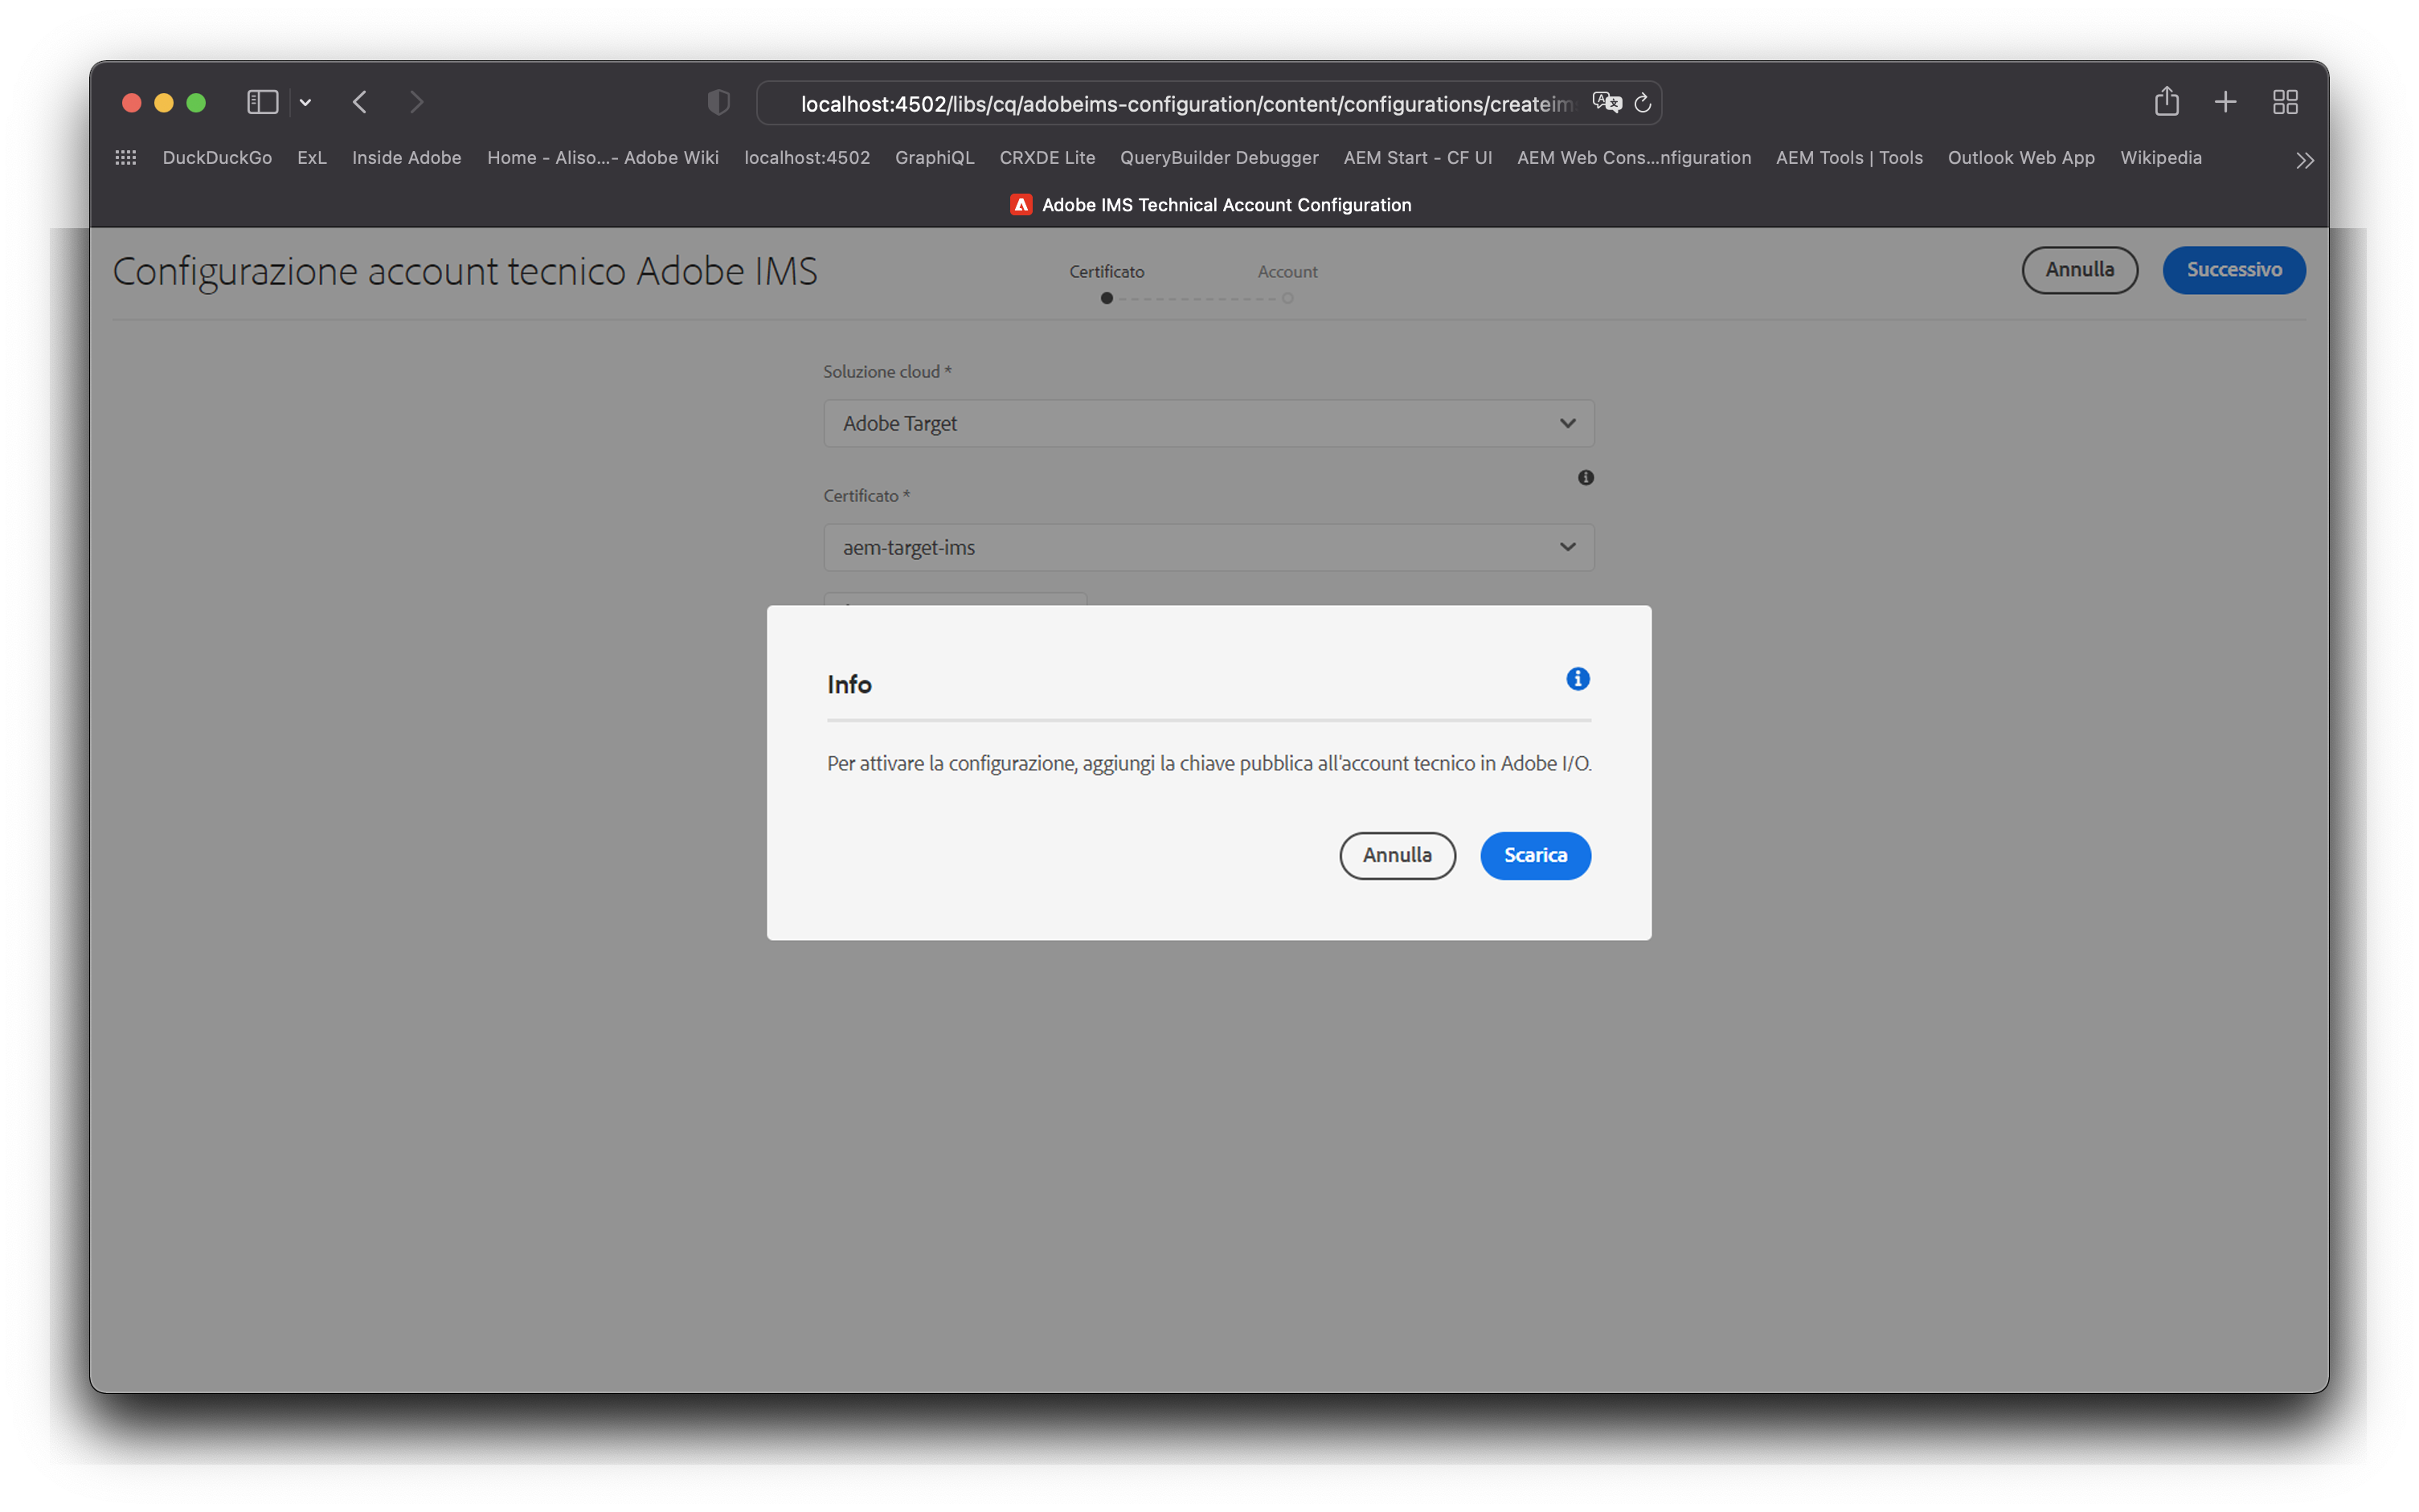 localhost:4502/libs/cq/adobeims-configuration/content/configurations/createim
DuckDuckGo ExL Inside Adobe Home - Aliso...- Adobe Wiki localhost:4502 GraphiQL CRXDE Lite QueryBuilder Debugger AEM Start - CF UI AEM Web Cons...nfiguration AEM Tools | Tools Outlook Web App Wikipedia
Adobe IMS Technical Account Configuration
Configurazione account tecnico Adobe IMS
Certificato Account
Annulla Successivo
Soluzione cloud *
Adobe Target
Certificato *
aem-target-ims
Info
Per attivare la configurazione, aggiungi la chiave pubblica all'account tecnico in Adobe I/O.
Annulla Scarica